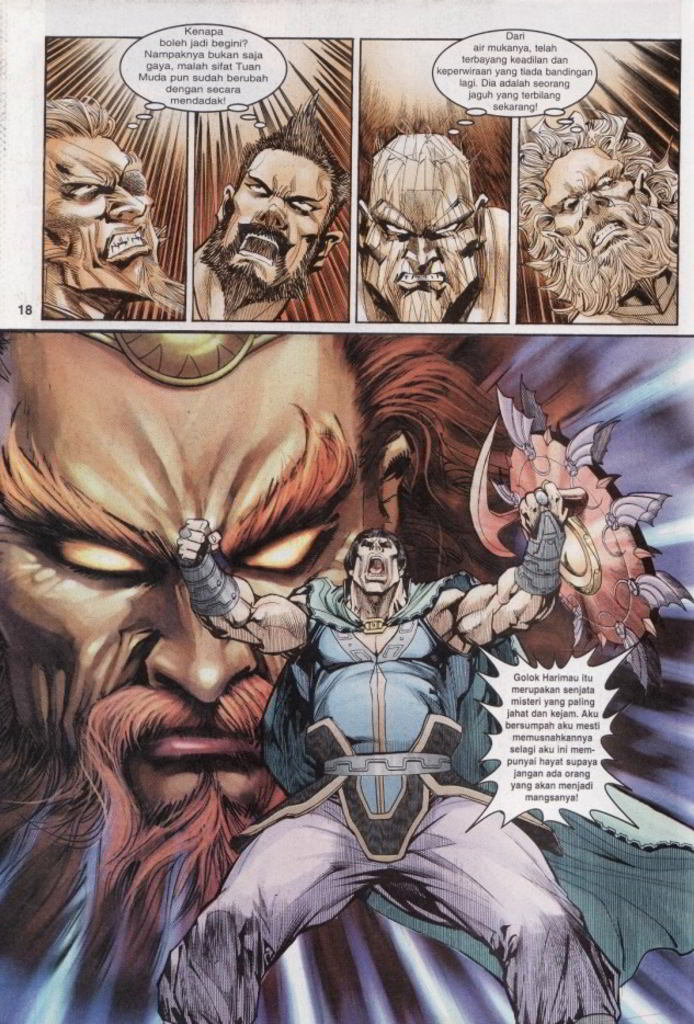 Kenapa
boleh jadi begini?
Nampaknya bukan saja
gaya, malah sifat Tuan
Muda pun sudah berubah
dengan secara
mendadak!
Dari
air mukanya, telah
terbayang keadilan dan
keperwiraan yang tiada bandingan
lagi. Dia adalah seorang
jaguh yang terbilang
sekarang!
18
Golok Harimau itu
merupakan senjata
misteri yang paling
jahat dan kejam. Aku
bersumpah aku mesti
memusnahkannya
selagi aku ini mem-
punyai hayat supaya
jangan ada orang
yang akan menjadi
mangsanya!